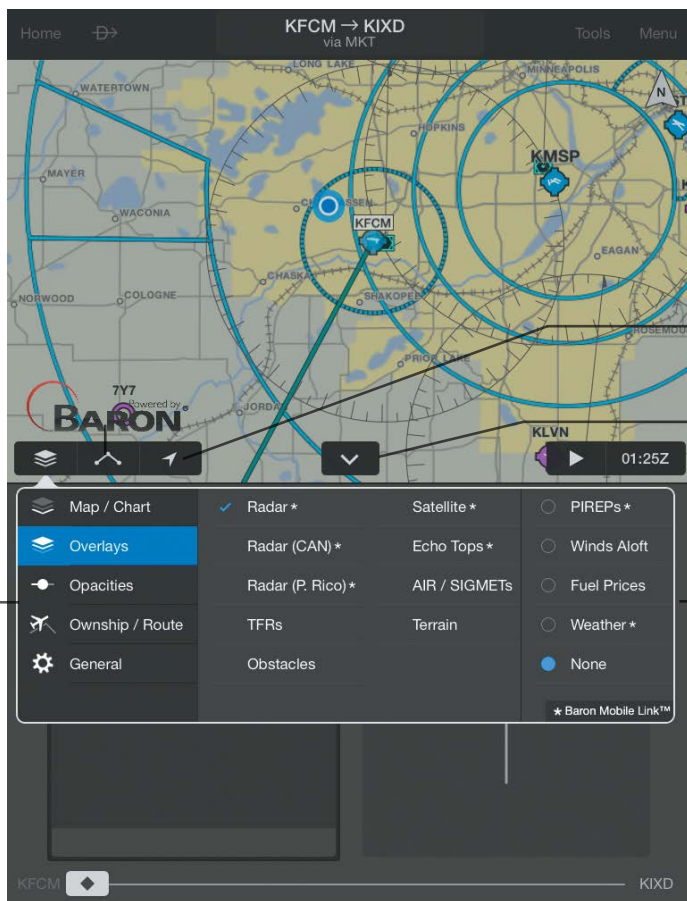 Home
KFCM → KIXD
via MKT
Tools
Menu
LONG LAKE
MINNEAPOLIS
WATERTOWN
N
HOPKINS
KMSP
MAYER
WACONIA
KFCM
EAGAN
CHASKA
NORWOOD
COLOGNE
SHAKOPEE
PRIOR LAKE
7Y7
Powered by
BARON®
KLVN
01:25Z
Map / Chart
Overlays
Opacities
Ownship / Route
General
✓ Radar *
Radar (CAN) *
Radar (P. Rico) *
TFRs
Obstacles
Satellite *
Echo Tops *
AIR / SIGMETs
Terrain
PIREPs *
Winds Aloft
Fuel Prices
Weather *
None
* Baron Mobile Link™
KFCM
KIXD